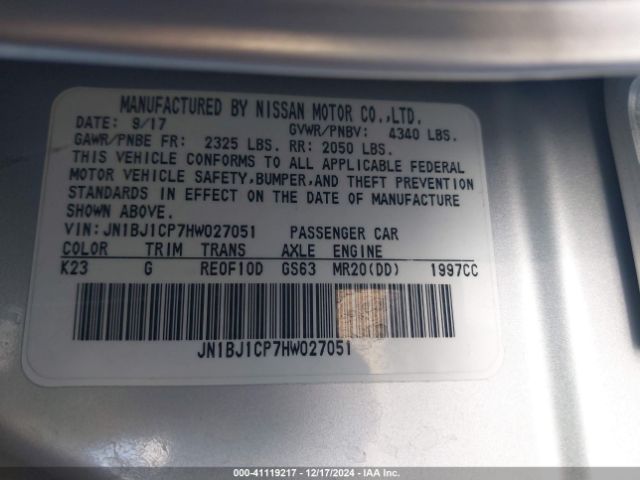 MANUFACTURED BY NISSAN MOTOR CO.,LTD.
DATE: 9/17 GVWR/PNBV: 4340 LBS.
GAWR/PNBE FR: 2325 LBS. RR: 2050 LBS.
THIS VEHICLE CONFORMS TO ALL APPLICABLE FEDERAL
MOTOR VEHICLE SAFETY,BUMPER,AND THEFT PREVENTION
STANDARDS IN EFFECT ON THE DATE OF MANUFACTURE
SHOWN ABOVE.
VIN: JN1BJ1CP7HW027051 PASSENGER CAR
COLOR TRIM TRANS AXLE ENGINE
K23 G RE0F10D GS63 MR20(DD) 1997CC
JN1BJ1CP7HW027051
00-41119217 - 12/17/2024 - IAA Inc.